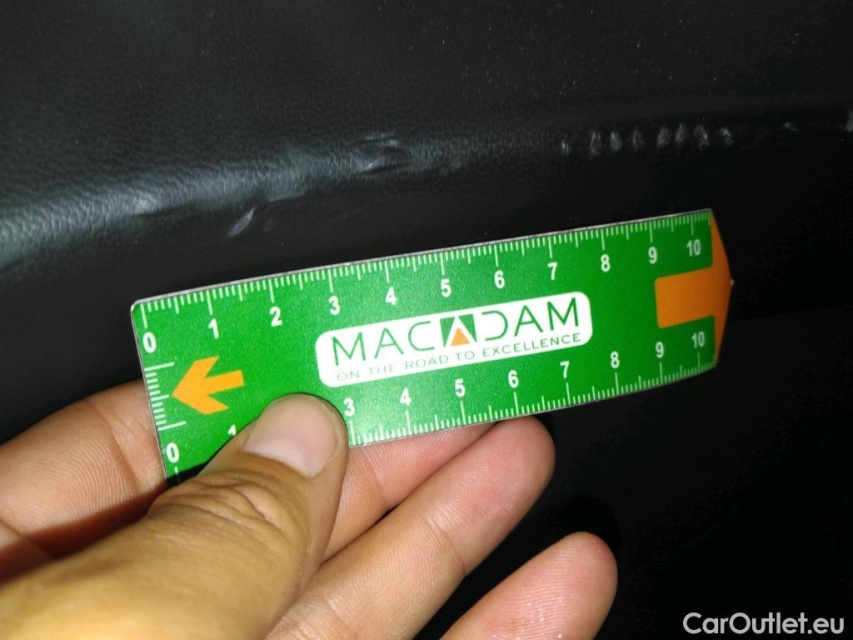 0 1 2 3 4 5 6 7 8 9 10
MACADAM
ON THE ROAD TO EXCELLENCE
0 1 3 4 5 6 7 8 9 10
CarOutlet.eu